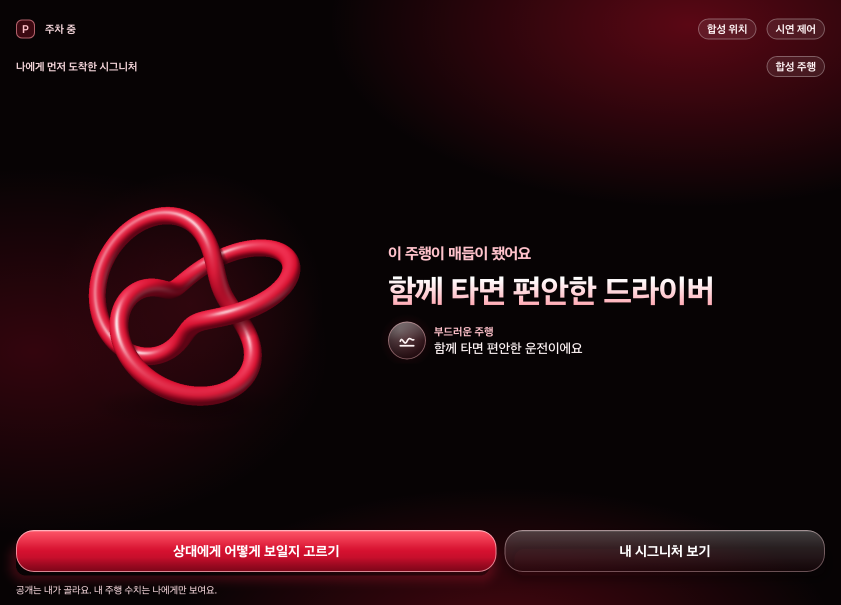 P 주차 중
합성 위치
시연 제어
나에게 먼저 도착한 시그니처
합성 주행
이 주행이 매듭이 됐어요
함께 타면 편안한 드라이버
부드러운 주행
함께 타면 편안한 운전이에요
상대에게 어떻게 보일지 고르기
내 시그니처 보기
공개는 내가 골라요. 내 주행 수치는 나에게만 보여요.